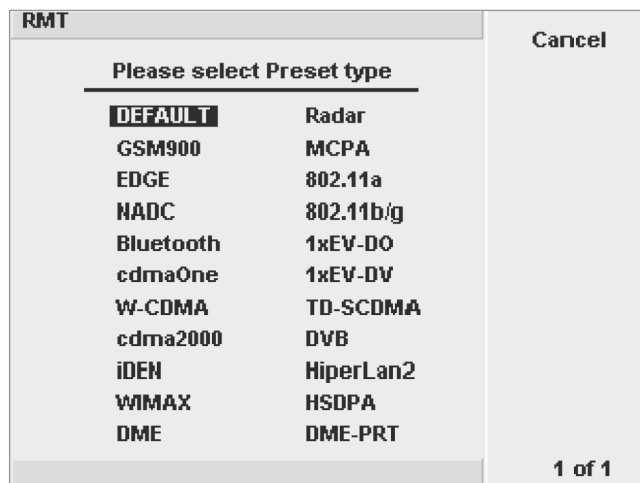 RMT
Cancel
Please select Preset type
DEFAULT Radar
GSM900 MCPA
EDGE 802.11a
NADC 802.11b/g
Bluetooth 1xEV-DO
cdmaOne 1xEV-DV
W-CDMA TD-SCDMA
cdma2000 DVB
iDEN HiperLan2
WIMAX HSDPA
DME DME-PRT
1 of 1